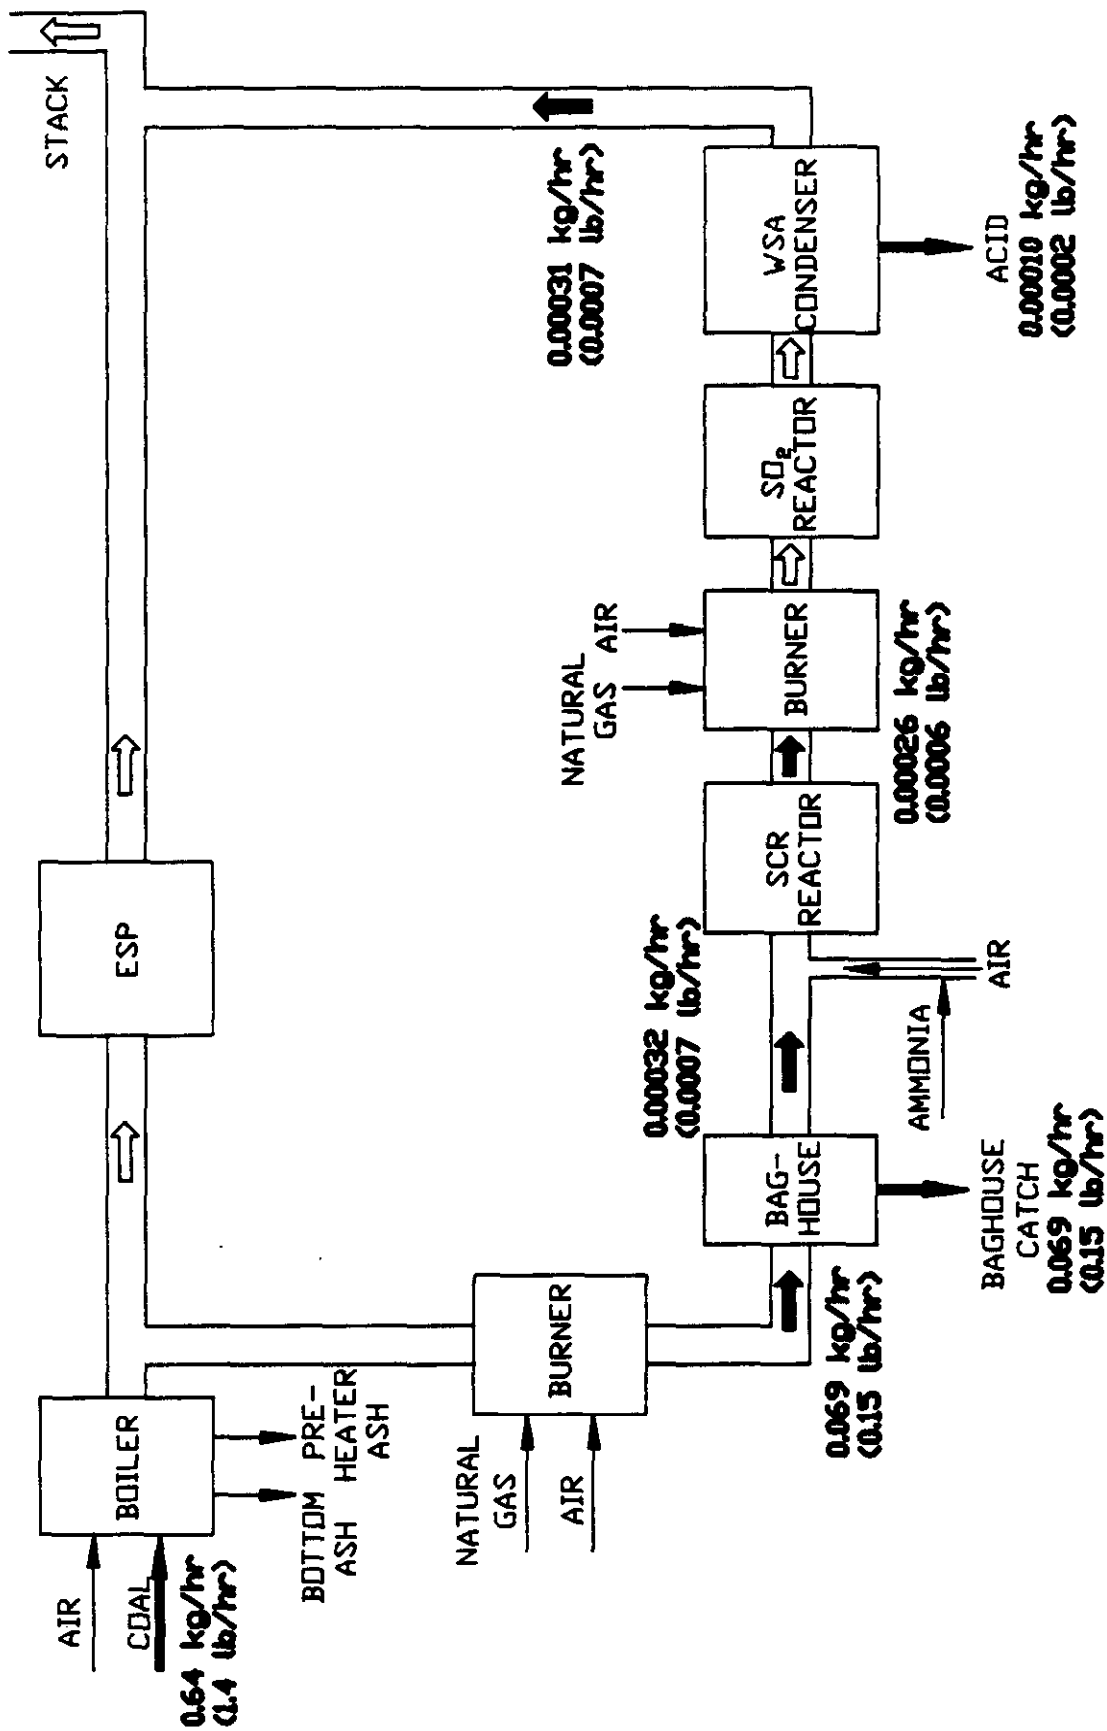 AIR
COAL
0.64 kg/hr
(1.4 lb/hr)
BOILER
BOTTOM
ASH
PRE-
HEATER
ASH
ESP
STACK
NATURAL
GAS
AIR
BURNER
0.069 kg/hr
(0.15 lb/hr)
BAG-
HOUSE
BAGHOUSE
CATCH
0.069 kg/hr
(0.15 lb/hr)
0.00032 kg/hr
(0.0007 lb/hr)
AMMONIA
AIR
SCR
REACTOR
0.00026 kg/hr
(0.0006 lb/hr)
NATURAL
GAS
AIR
BURNER
SO₂
REACTOR
WSA
CONDENSER
0.00031 kg/hr
(0.0007 lb/hr)
ACID
0.00010 kg/hr
(0.0002 lb/hr)